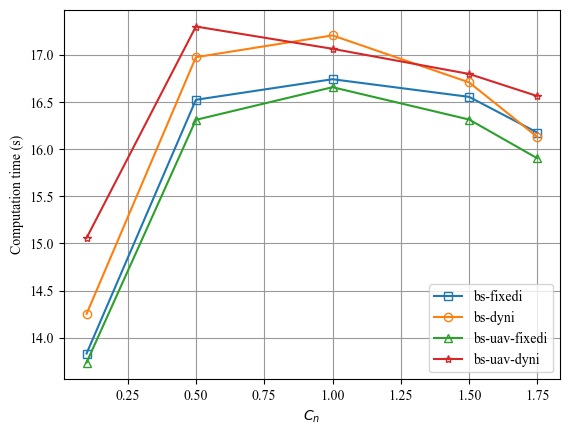 17.0
16.5
16.0
15.5
15.0
14.5
14.0
Computation time (s)
0.25 0.50 0.75 1.00 1.25 1.50 1.75
C_n
bs-fixedi
bs-dyni
bs-uav-fixedi
bs-uav-dyni